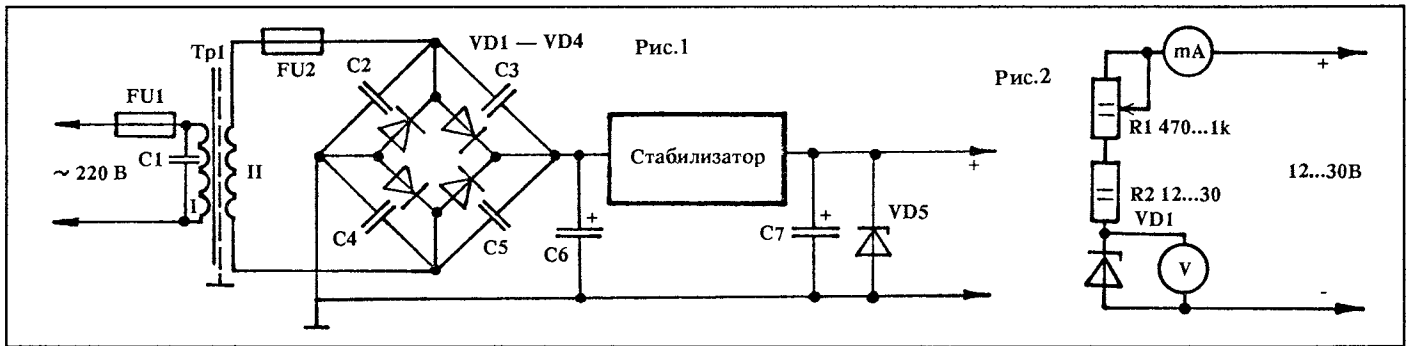 VD1 — VD4
Рис.1
Тр1
FU2
C2
C3
mA
+
Рис.2
FU1
R1 470...1k
C1
Стабилизатор
~ 220 В
I
II
+
12...30В
R2 12...30
VD1
C4
C5
+
C6
+
C7
VD5
V
-